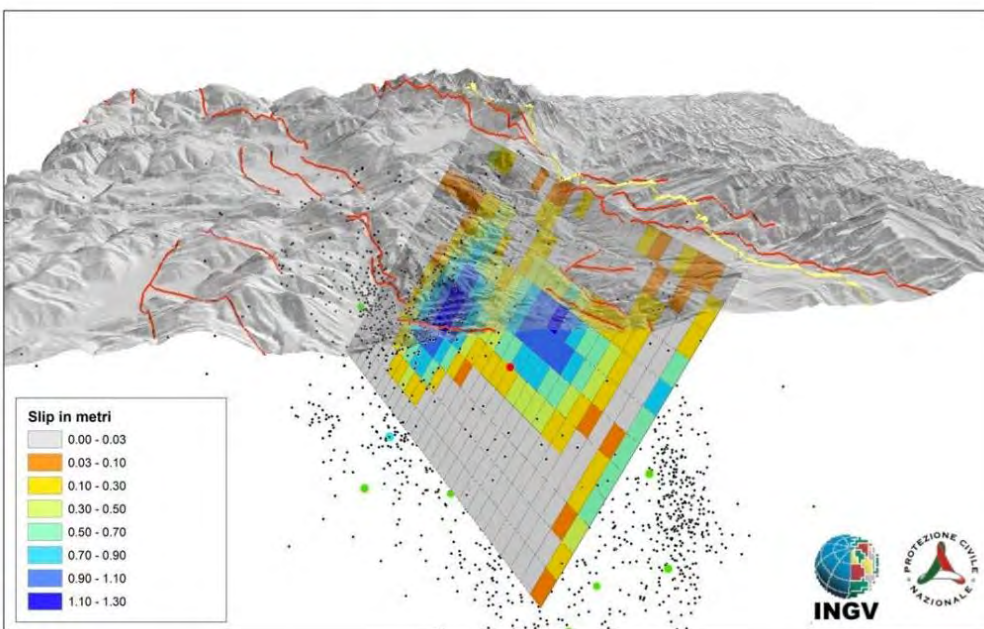 Slip in metri
0.00 - 0.03
0.03 - 0.10
0.10 - 0.30
0.30 - 0.50
0.50 - 0.70
0.70 - 0.90
0.90 - 1.10
1.10 - 1.30
INGV
PROTEZIONE CIVILE
NAZIONALE